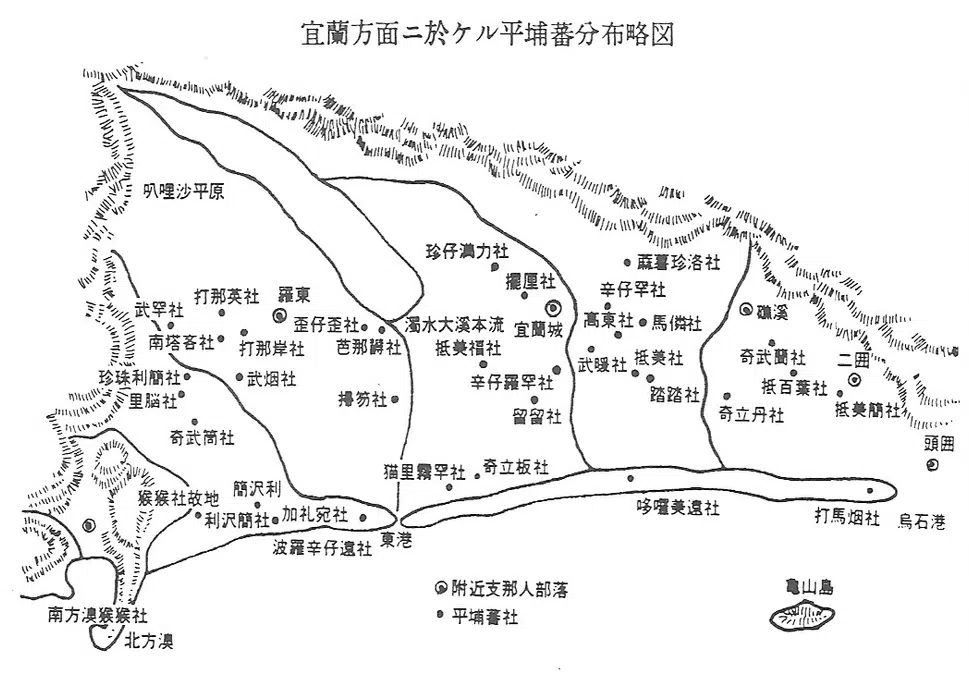 宜蘭方面ニ於ケル平埔蕃分布略図
叭哩沙平原
珍仔満力社
擺厘社
宜蘭城
蔴䓋珍洛社
辛仔罕社
高東社
馬僯社
礁溪
武罕社
打那英社
羅東
歪仔歪社
濁水大溪本流
南塔吝社
打那岸社
芭那鄩社
抵美福社
武暖社
抵美社
奇武蘭社
二囲
珍珠利簡社
武烟社
辛仔羅罕社
踏踏社
抵百葉社
抵美簡社
里脳社
掃笏社
留留社
奇立丹社
奇武荷社
頭囲
猫里霧罕社
奇立板社
猴猴社故地
簡沢利
利沢簡社
加礼宛社
哆囉美遠社
打馬烟社
烏石港
波羅辛仔遠社
東港
附近支那人部落
平埔蕃社
亀山島
南方澳猴猴社
北方澳